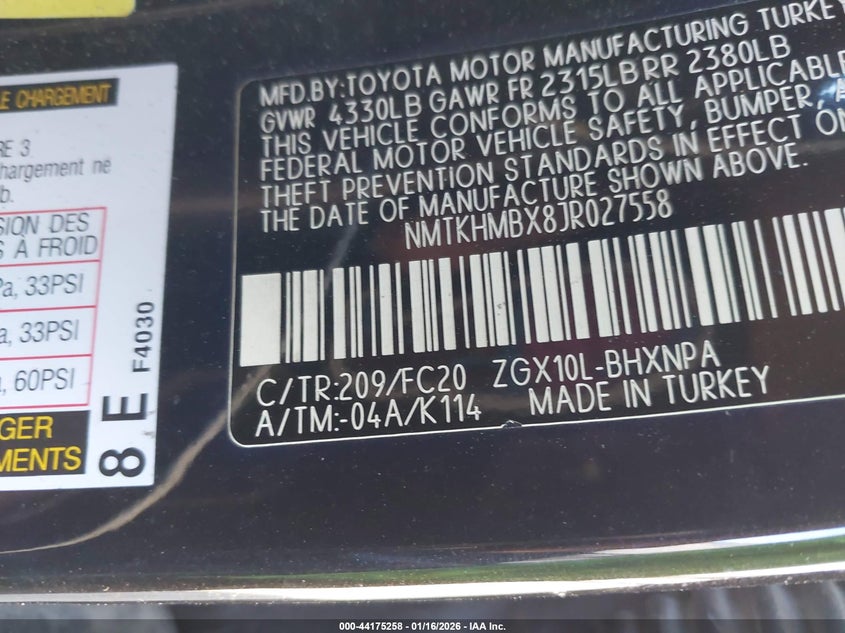 LE CHARGEMENT
RE 3
chargement ne
b.
SION DES
S À FROID
Pa, 33PSI
a, 33PSI
a, 60PSI
GER
MENTS
8 E F4030
MFD.BY:TOYOTA MOTOR MANUFACTURING TURKE
GVWR 4330LB GAWR FR 2315LB RR 2380LB
THIS VEHICLE CONFORMS TO ALL APPLICABLE
FEDERAL MOTOR VEHICLE SAFETY, BUMPER, A
THEFT PREVENTION STANDARDS IN EFFECT ON
THE DATE OF MANUFACTURE SHOWN ABOVE.
NMTKHMBX8JR027558
C/TR:209/FC20 ZGX10L-BHXNPA
A/TM:-04A/K114 MADE IN TURKEY
000-44175258 - 01/16/2026 - IAA Inc.